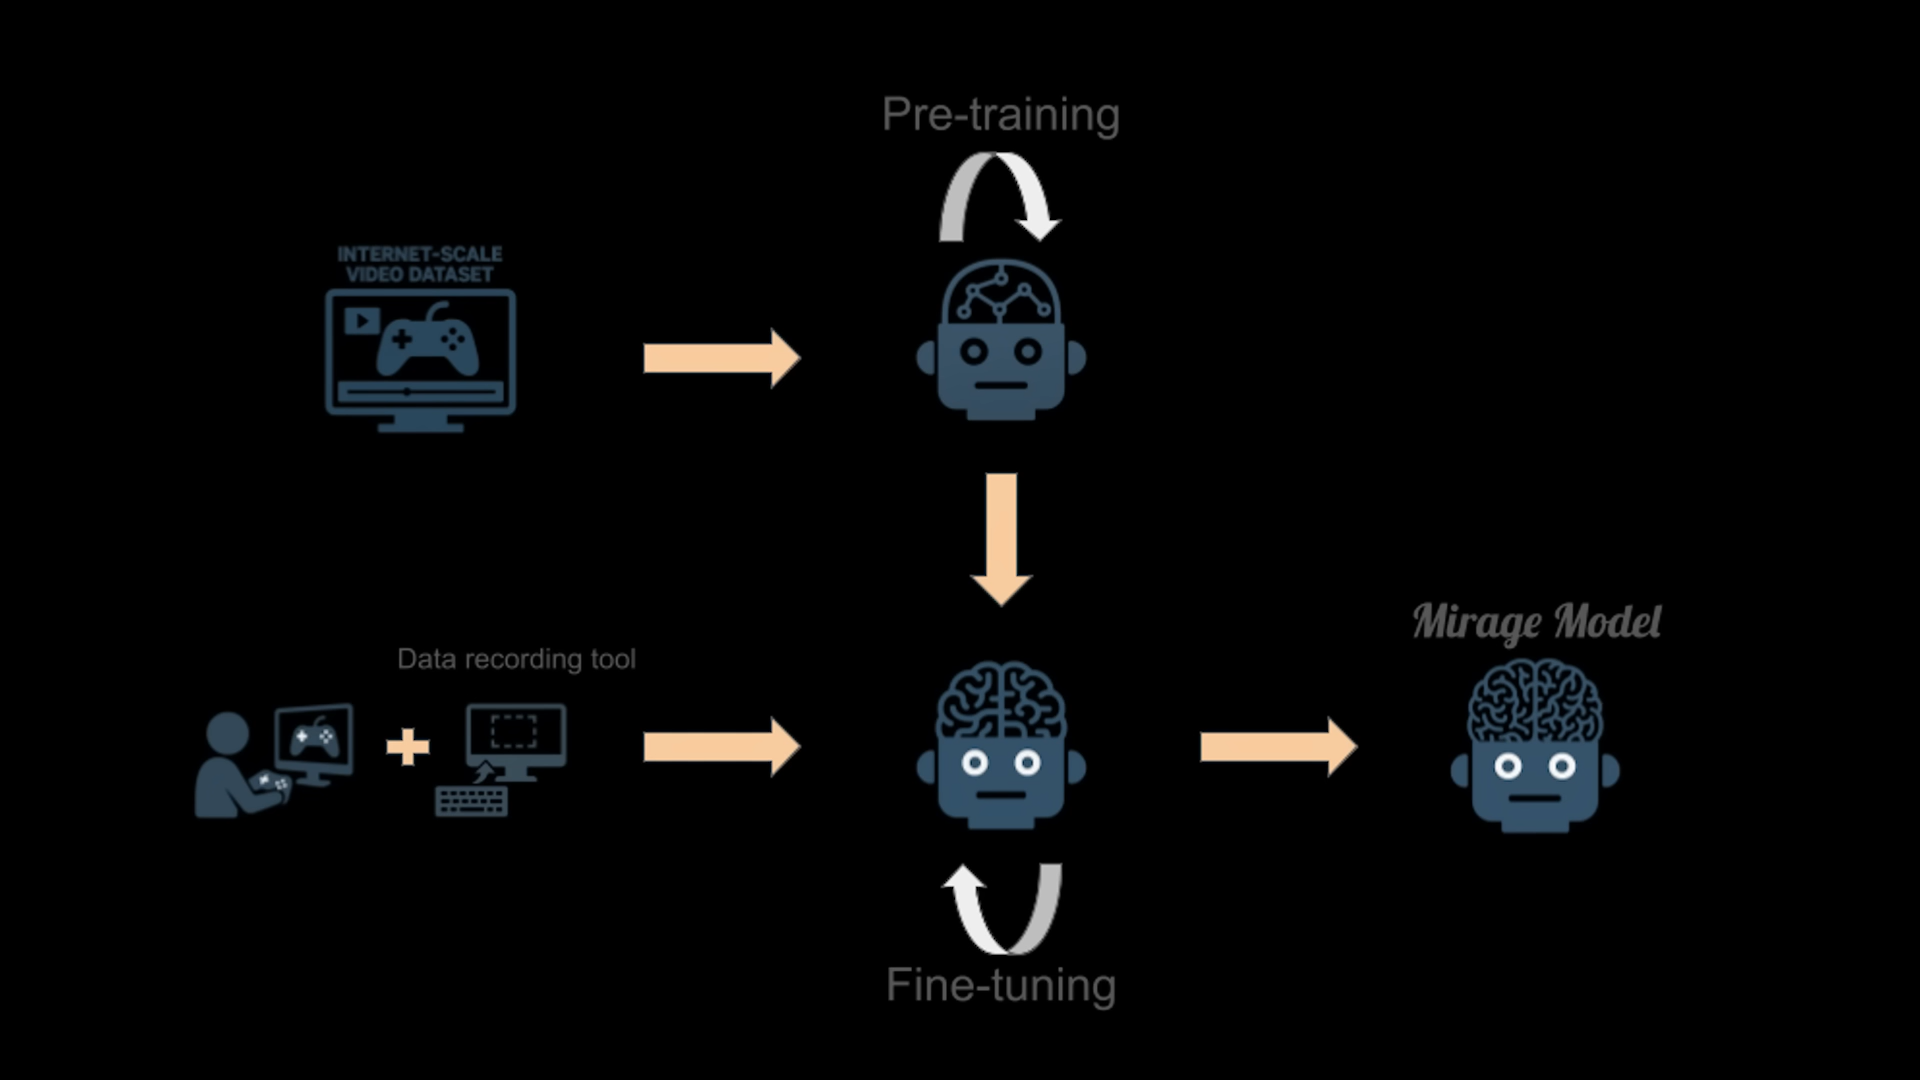 Pre-training
INTERNET-SCALE
VIDEO DATASET
Mirage Model
Data recording tool
Fine-tuning